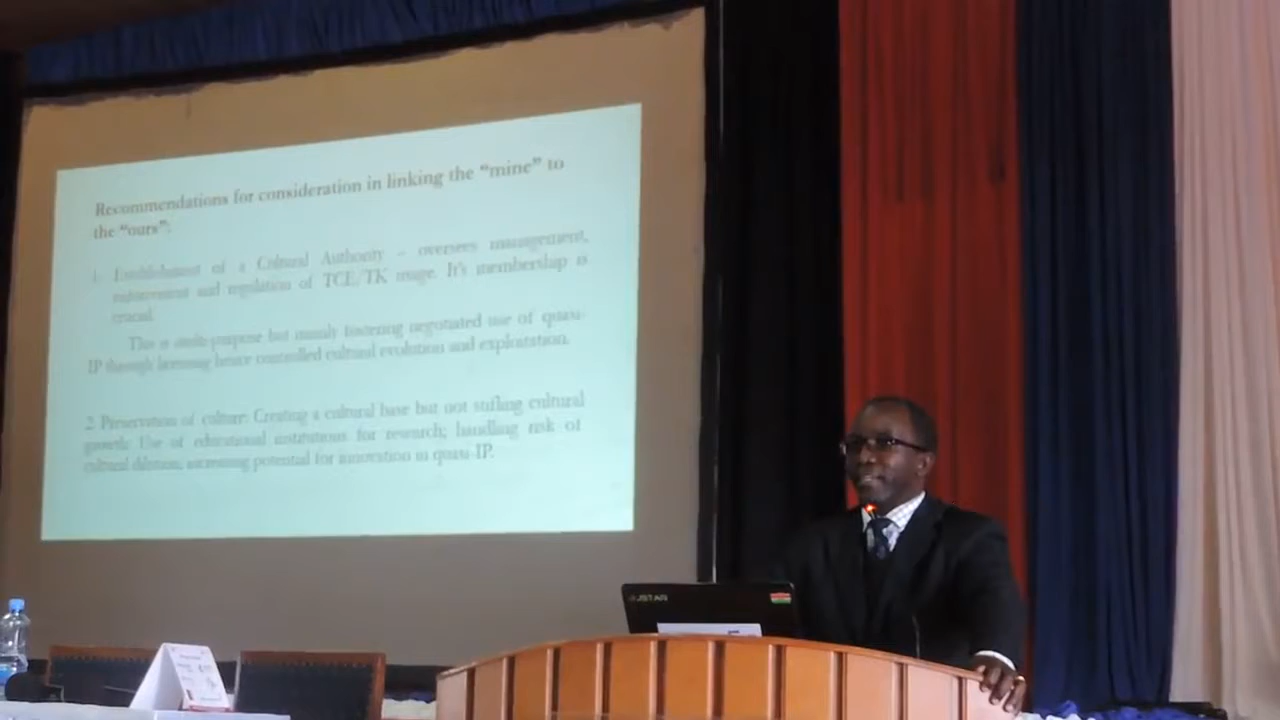 Recommendations for consideration in linking the “mine” to
the “ours”:
1. Establishment of a Cultural Authority – oversees management,
enforcement and regulation of TCE/TK usage. It's membership is
crucial.
This is multi-purpose but mainly fostering negotiated use of quasi-
IP through licensing hence controlled cultural evolution and exploitation.
2. Preservation of culture: Creating a cultural base but not stifling cultural
growth: Use of educational institutions for research; handling risk of
cultural dilution; increasing potential for innovation in quasi-IP.